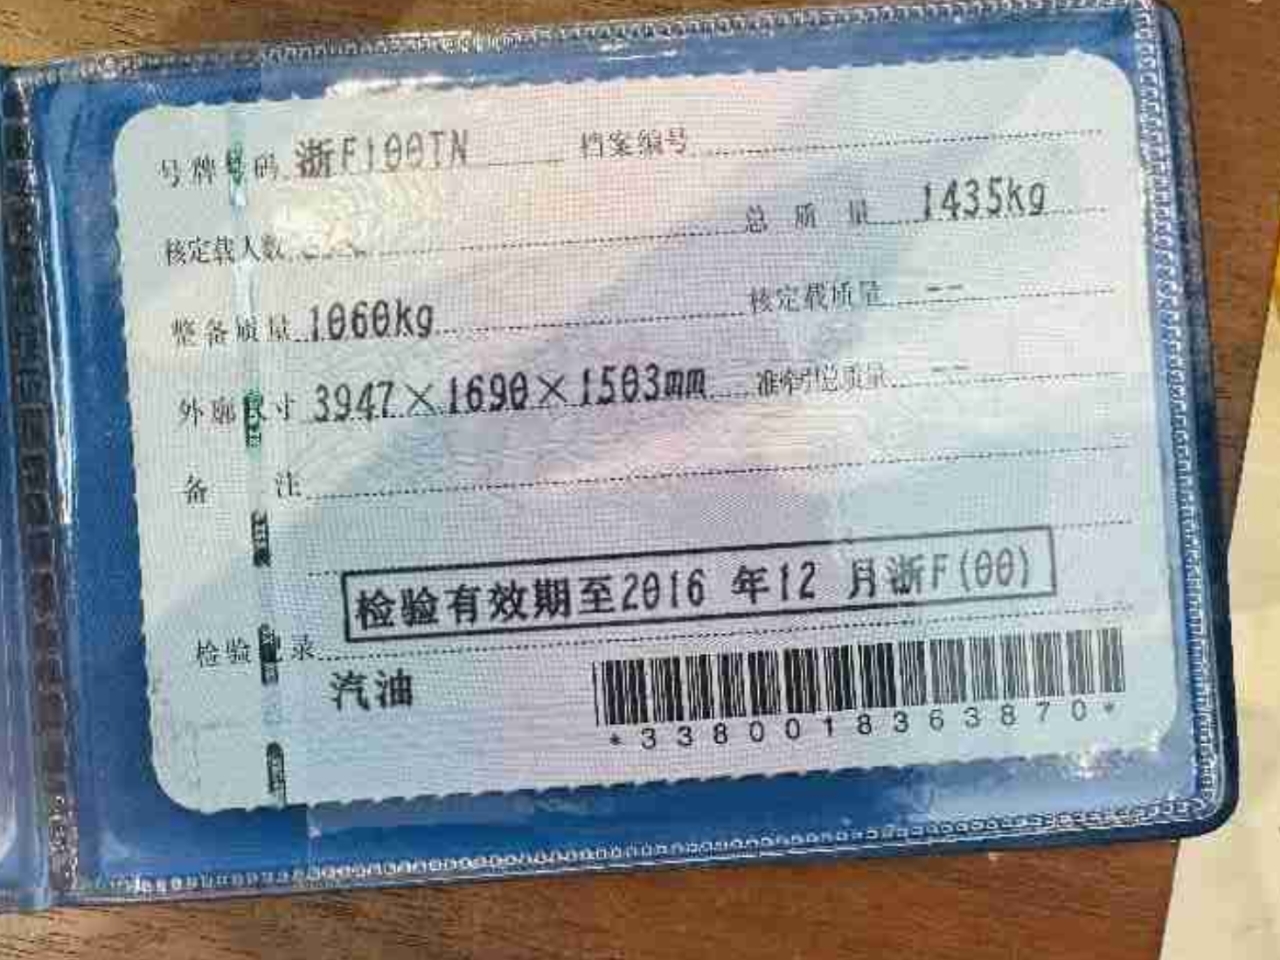 号牌号码 浙F100TN 档案编号
核定载人数 总质量 1435kg
整备质量 1060kg 核定载质量 --
外廓尺寸 3947×1690×1503mm 准牵引总质量 --
备注
检验有效期至2016年12月浙F(00)
检验记录
汽油
*3380018363870*